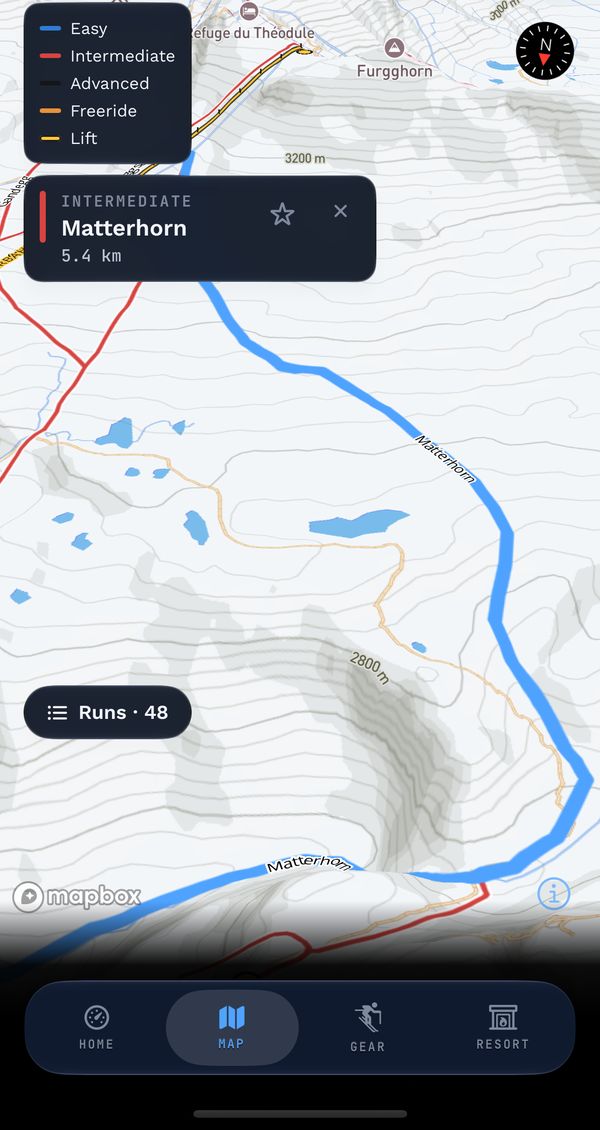 Easy
Intermediate
Advanced
Freeride
Lift
Refuge du Théodule
3000 m
N
Furgghorn
3200 m
INTERMEDIATE
Matterhorn
5.4 km
Matterhorn
2800 m
Runs · 48
Matterhorn
mapbox
HOME
MAP
GEAR
RESORT